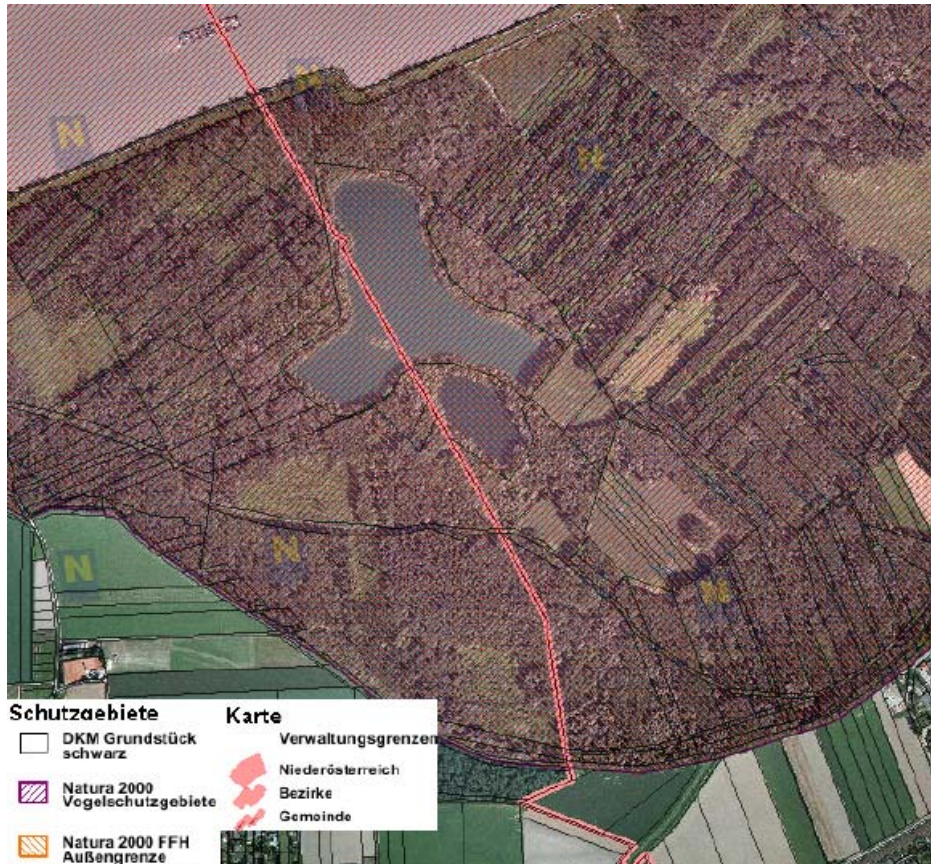 N
N
N
N
N
N
Schutzgebiete
DKM Grundstück
schwarz
Natura 2000
Vogelschutzgebiete
Natura 2000 FFH
Außengrenze
Karte
Verwaltungsgrenzen
Niederösterreich
Bezirke
Gemeinde